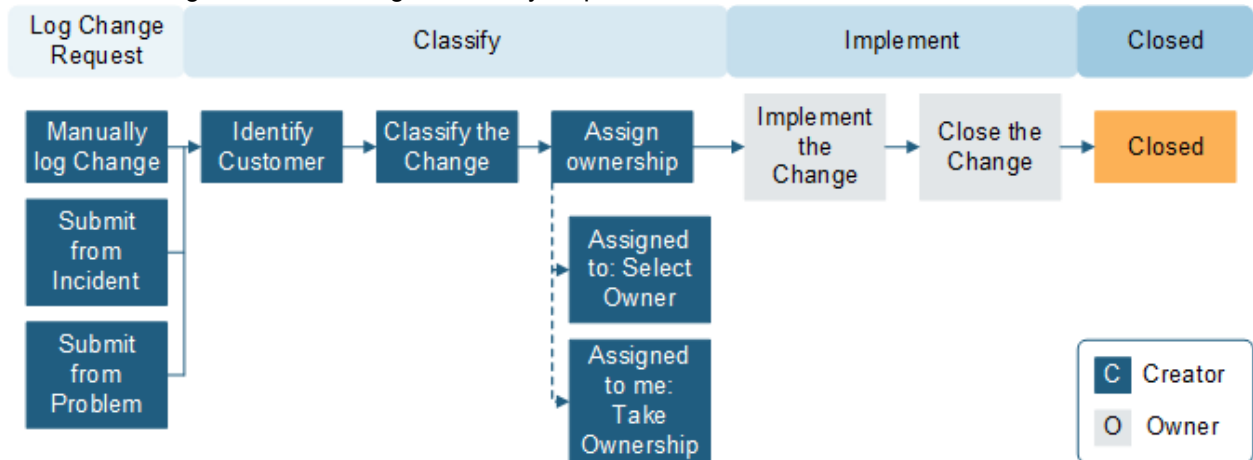 Log Change
Request
Classify
Implement
Closed
Manually
log Change
Identify
Customer
Classify the
Change
Assign
ownership
Implement
the
Change
Close the
Change
Closed
Submit
from
Incident
Assigned
to: Select
Owner
Submit
from
Problem
Assigned
to me:
Take
Ownership
C Creator
O Owner